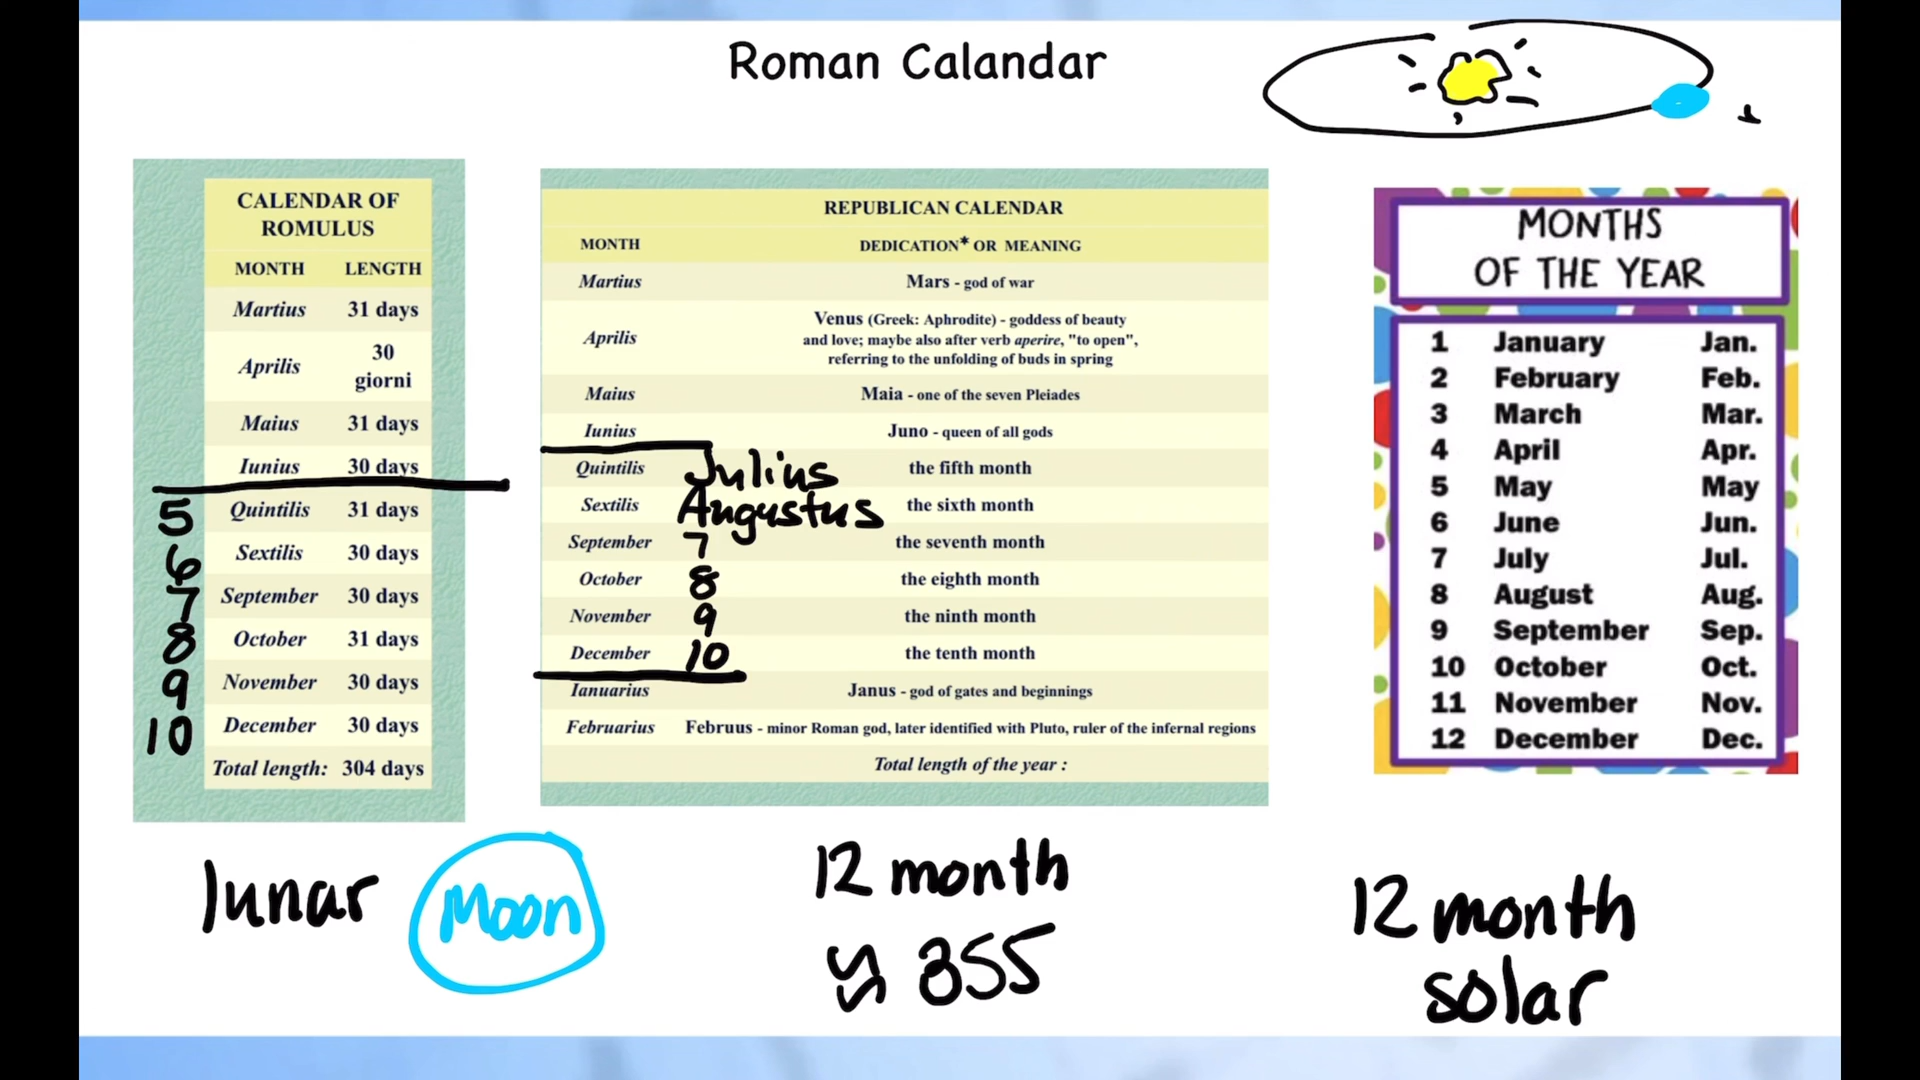 Roman Calandar
CALENDAR OF
ROMULUS
MONTH LENGTH
Martius 31 days
Aprilis 30 giorni
Maius 31 days
Iunius 30 days
5 Quintilis 31 days
6 Sextilis 30 days
7 September 30 days
8 October 31 days
9 November 30 days
10 December 30 days
Total length: 304 days
lunar Moon
REPUBLICAN CALENDAR
MONTH DEDICATION* OR MEANING
Martius Mars - god of war
Aprilis Venus (Greek: Aphrodite) - goddess of beauty
and love; maybe also after verb aperire, "to open",
referring to the unfolding of buds in spring
Maius Maia - one of the seven Pleiades
Iunius Juno - queen of all gods
Quintilis Julius the fifth month
Sextilis Augustus the sixth month
September 7 the seventh month
October 8 the eighth month
November 9 the ninth month
December 10 the tenth month
Ianuarius Janus - god of gates and beginnings
Februarius Februus - minor Roman god, later identified with Pluto, ruler of the infernal regions
Total length of the year :
12 month
≈ 355
MONTHS
OF THE YEAR
1 January Jan.
2 February Feb.
3 March Mar.
4 April Apr.
5 May May
6 June Jun.
7 July Jul.
8 August Aug.
9 September Sep.
10 October Oct.
11 November Nov.
12 December Dec.
12 month
solar